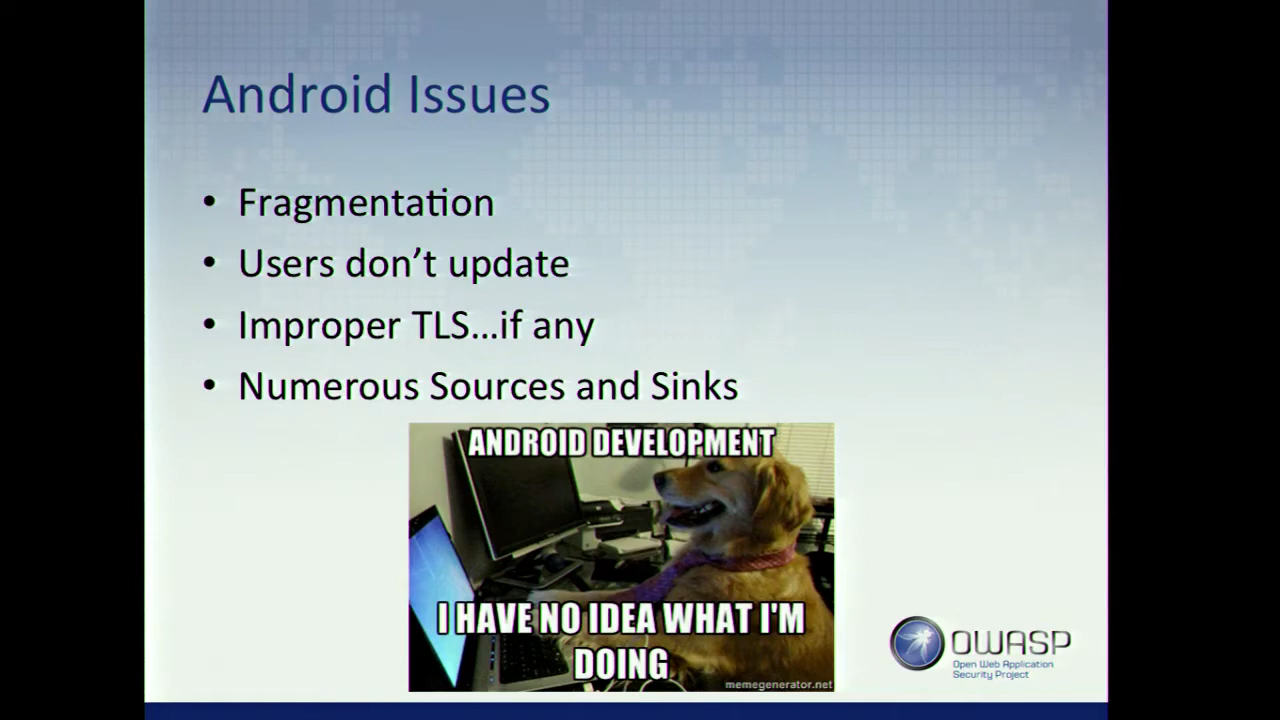 Android Issues
• Fragmentation
• Users don’t update
• Improper TLS…if any
• Numerous Sources and Sinks
ANDROID DEVELOPMENT
I HAVE NO IDEA WHAT I'M
DOING
memegenerator.net
OWASP
Open Web Application
Security Project